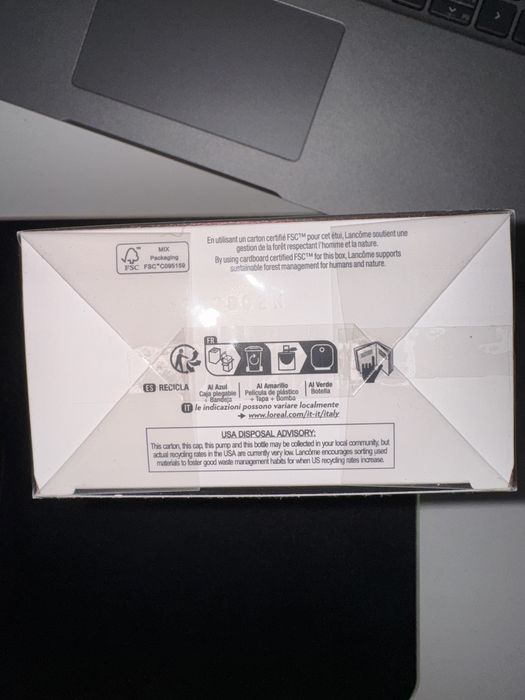 MIX
Packaging
FSC
FSC™C095159
En utilisant un carton certifié FSC™ pour cet étui, Lancôme soutient une
gestion de la forêt respectant l'homme et la nature.
By using cardboard certified FSC™ for this box, Lancôme supports
sustainable forest management for humans and nature.
FR
ES RECICLA
Al Azul
Caja plegable
+ Bandeja
Al Amarillo
Película de plástico
+ Tapa + Bomba
Al Verde
Botella
IT le indicazioni possono variare localmente
➔ www.loreal.com/it-it/italy
USA DISPOSAL ADVISORY:
This carton, this cap, this pump and this bottle may be collected in your local community, but
actual recycling rates in the USA are currently very low. Lancôme encourages sorting used
materials to foster good waste management habits for when US recycling rates increase.